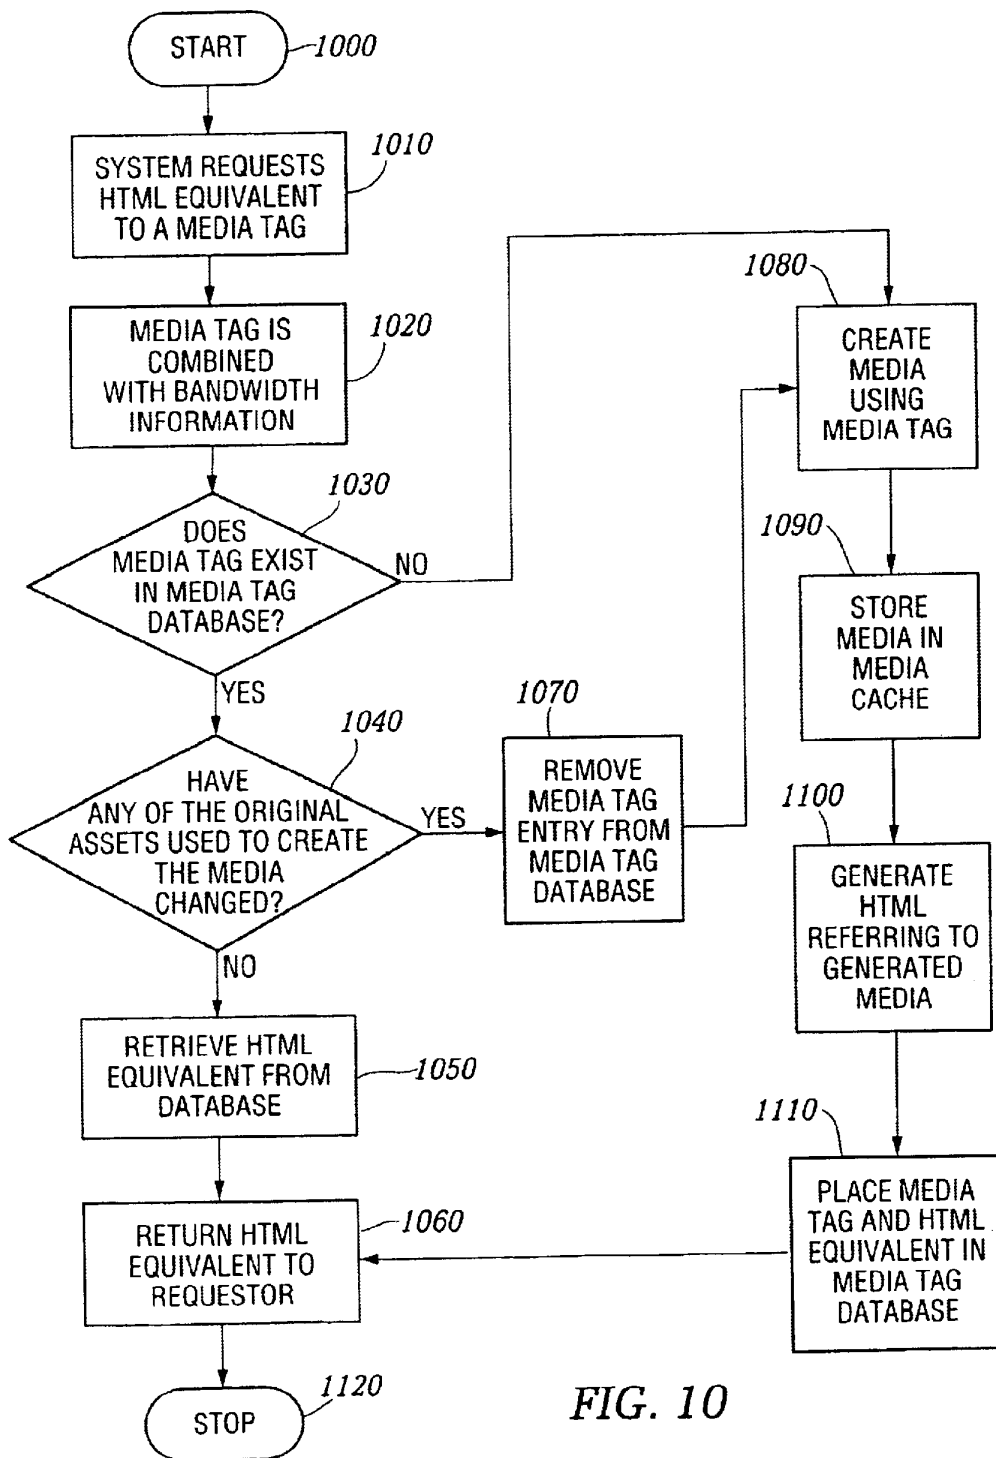 START
1000
SYSTEM REQUESTS
HTML EQUIVALENT
TO A MEDIA TAG
1010
MEDIA TAG IS
COMBINED
WITH BANDWIDTH
INFORMATION
1020
DOES
MEDIA TAG EXIST
IN MEDIA TAG
DATABASE?
1030
NO
YES
HAVE
ANY OF THE ORIGINAL
ASSETS USED TO CREATE
THE MEDIA
CHANGED?
1040
YES
NO
REMOVE
MEDIA TAG
ENTRY FROM
MEDIA TAG
DATABASE
1070
RETRIEVE HTML
EQUIVALENT FROM
DATABASE
1050
RETURN HTML
EQUIVALENT TO
REQUESTOR
1060
STOP
1120
1080
CREATE
MEDIA
USING
MEDIA TAG
1090
STORE
MEDIA IN
MEDIA
CACHE
1100
GENERATE
HTML
REFERRING TO
GENERATED
MEDIA
1110
PLACE MEDIA
TAG AND HTML
EQUIVALENT IN
MEDIA TAG
DATABASE
FIG. 10